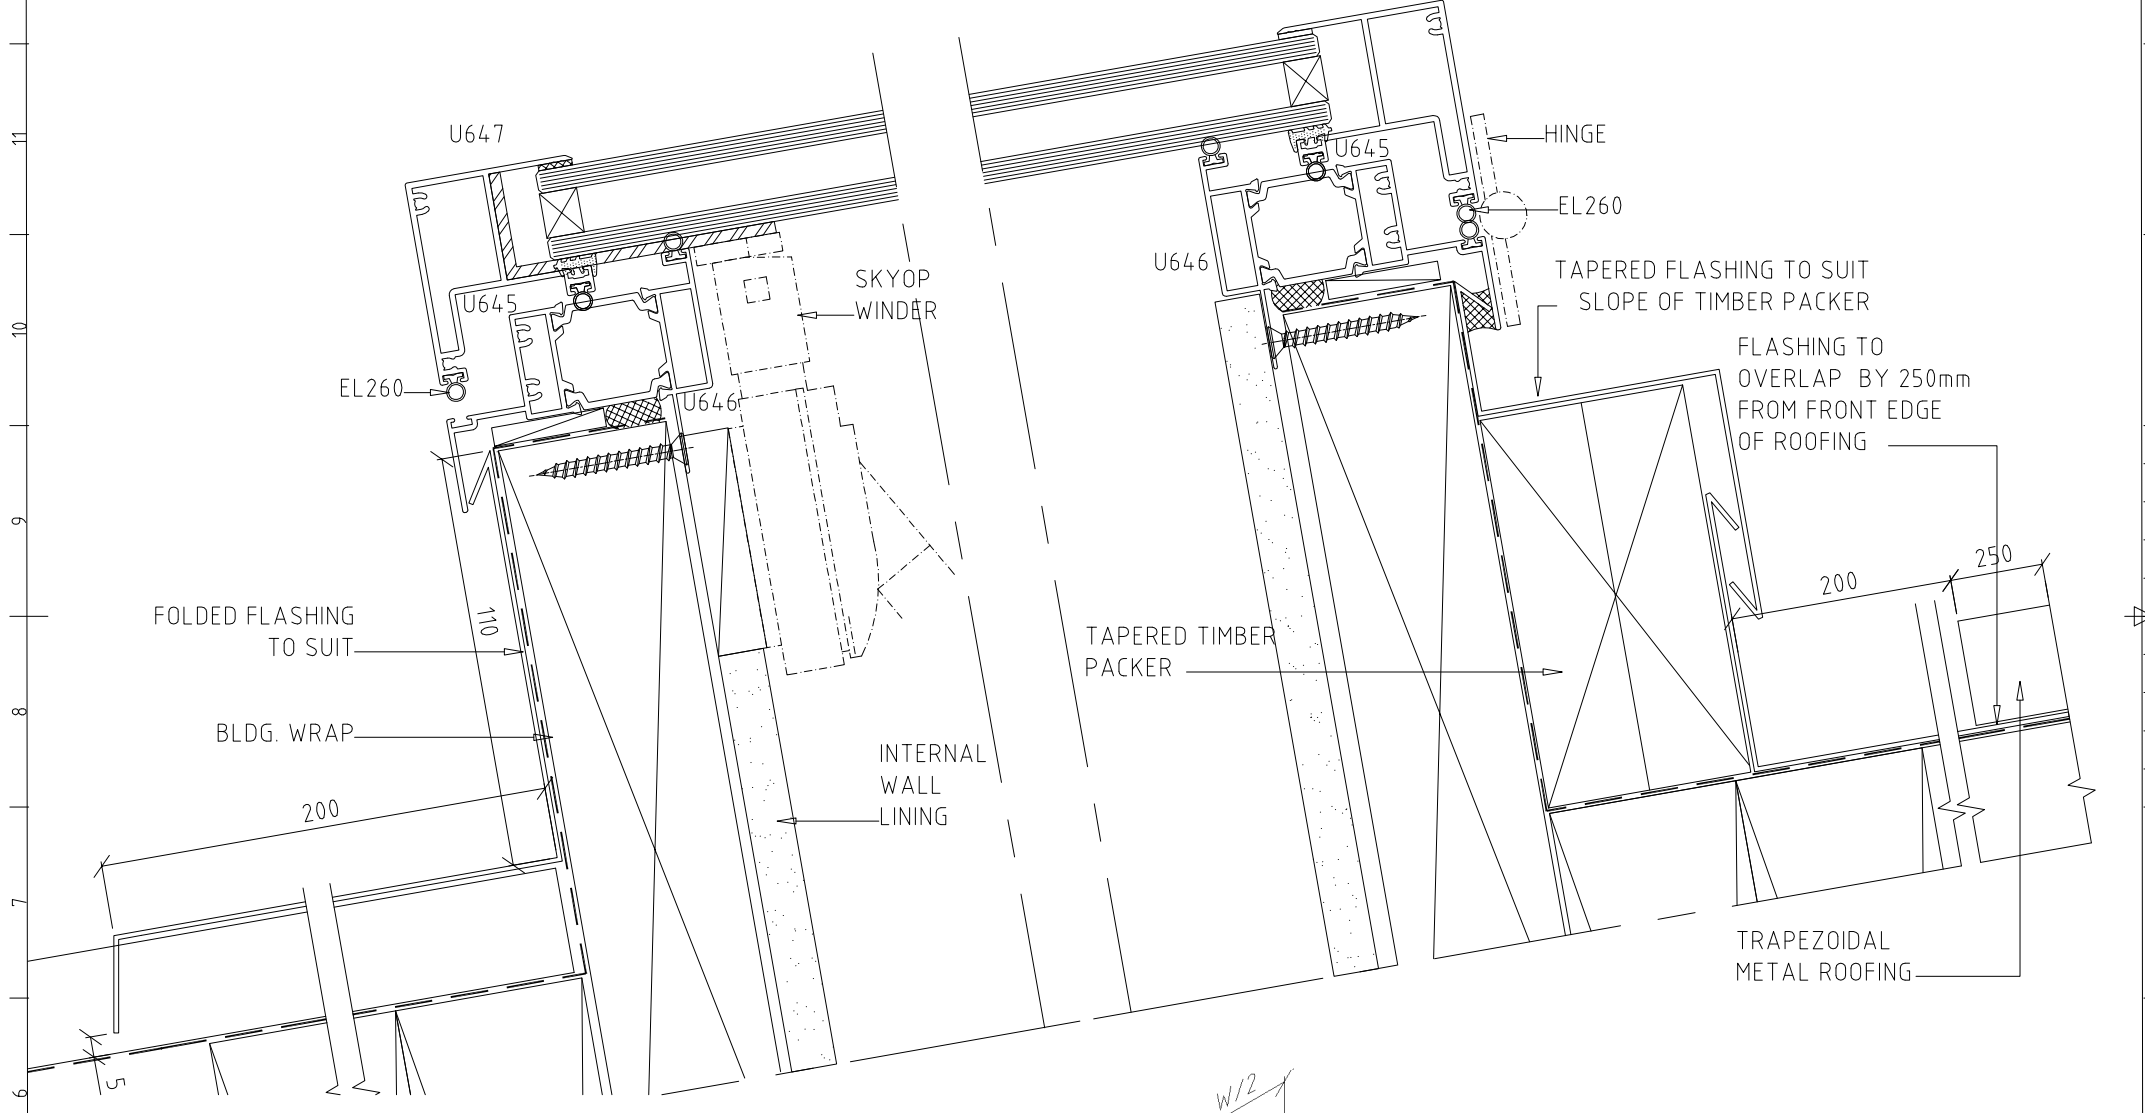 11
10
9
8
7
6
U647
U645
EL260
U646
SKYOP
WINDER
HINGE
U645
EL260
U646
TAPERED FLASHING TO SUIT
SLOPE OF TIMBER PACKER
FLASHING TO
OVERLAP BY 250mm
FROM FRONT EDGE
OF ROOFING
200
250
110
FOLDED FLASHING
TO SUIT
TAPERED TIMBER
PACKER
BLDG. WRAP
INTERNAL
WALL
LINING
200
TRAPEZOIDAL
METAL ROOFING
5
W/2